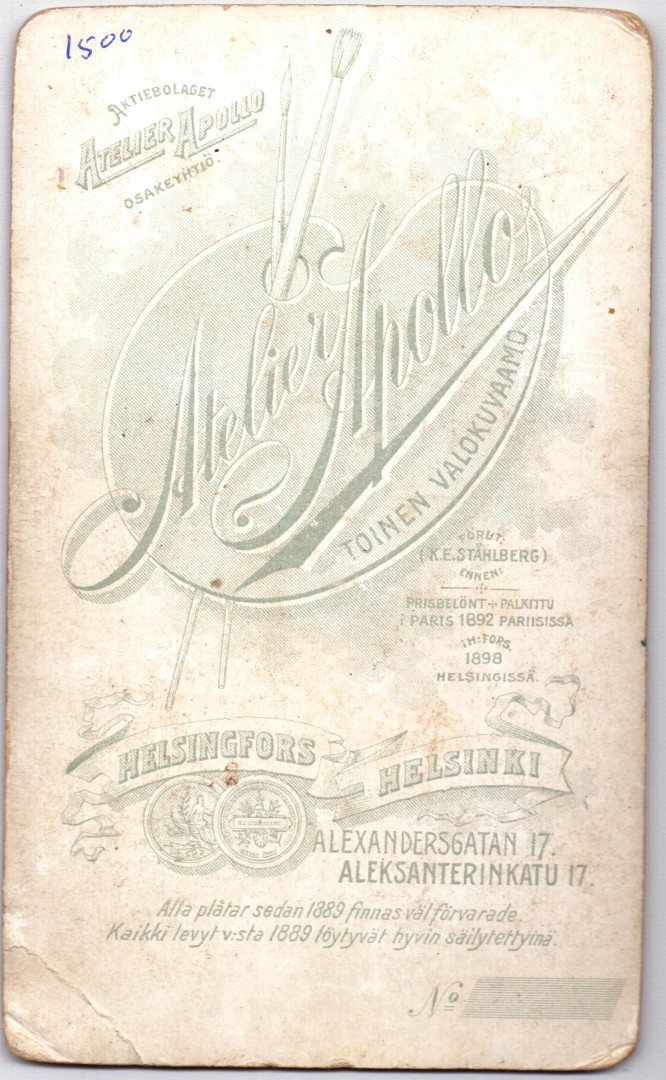 1500
AKTIEBOLAGET
ATELIER APOLLO
OSAKEYHTIÖ.
Atelier
Apollo
TOINEN VALOKUVAAMO
FÖRUT:
(K.E.STÅHLBERG)
ENNEN:
PRISBELÖNT + PALKITTU
i PARIS 1892 PARIISISSA
i H:FORS.
1898
HELSINGISSÄ.
HELSINGFORS
HELSINKI
ALEXANDERSGATAN 17.
ALEKSANTERINKATU 17.
Alla plåtar sedan 1889 finnas väl förvarade.
Kaikki levyt v:sta 1889 löytyvät hyvin säilytettyinä.
No